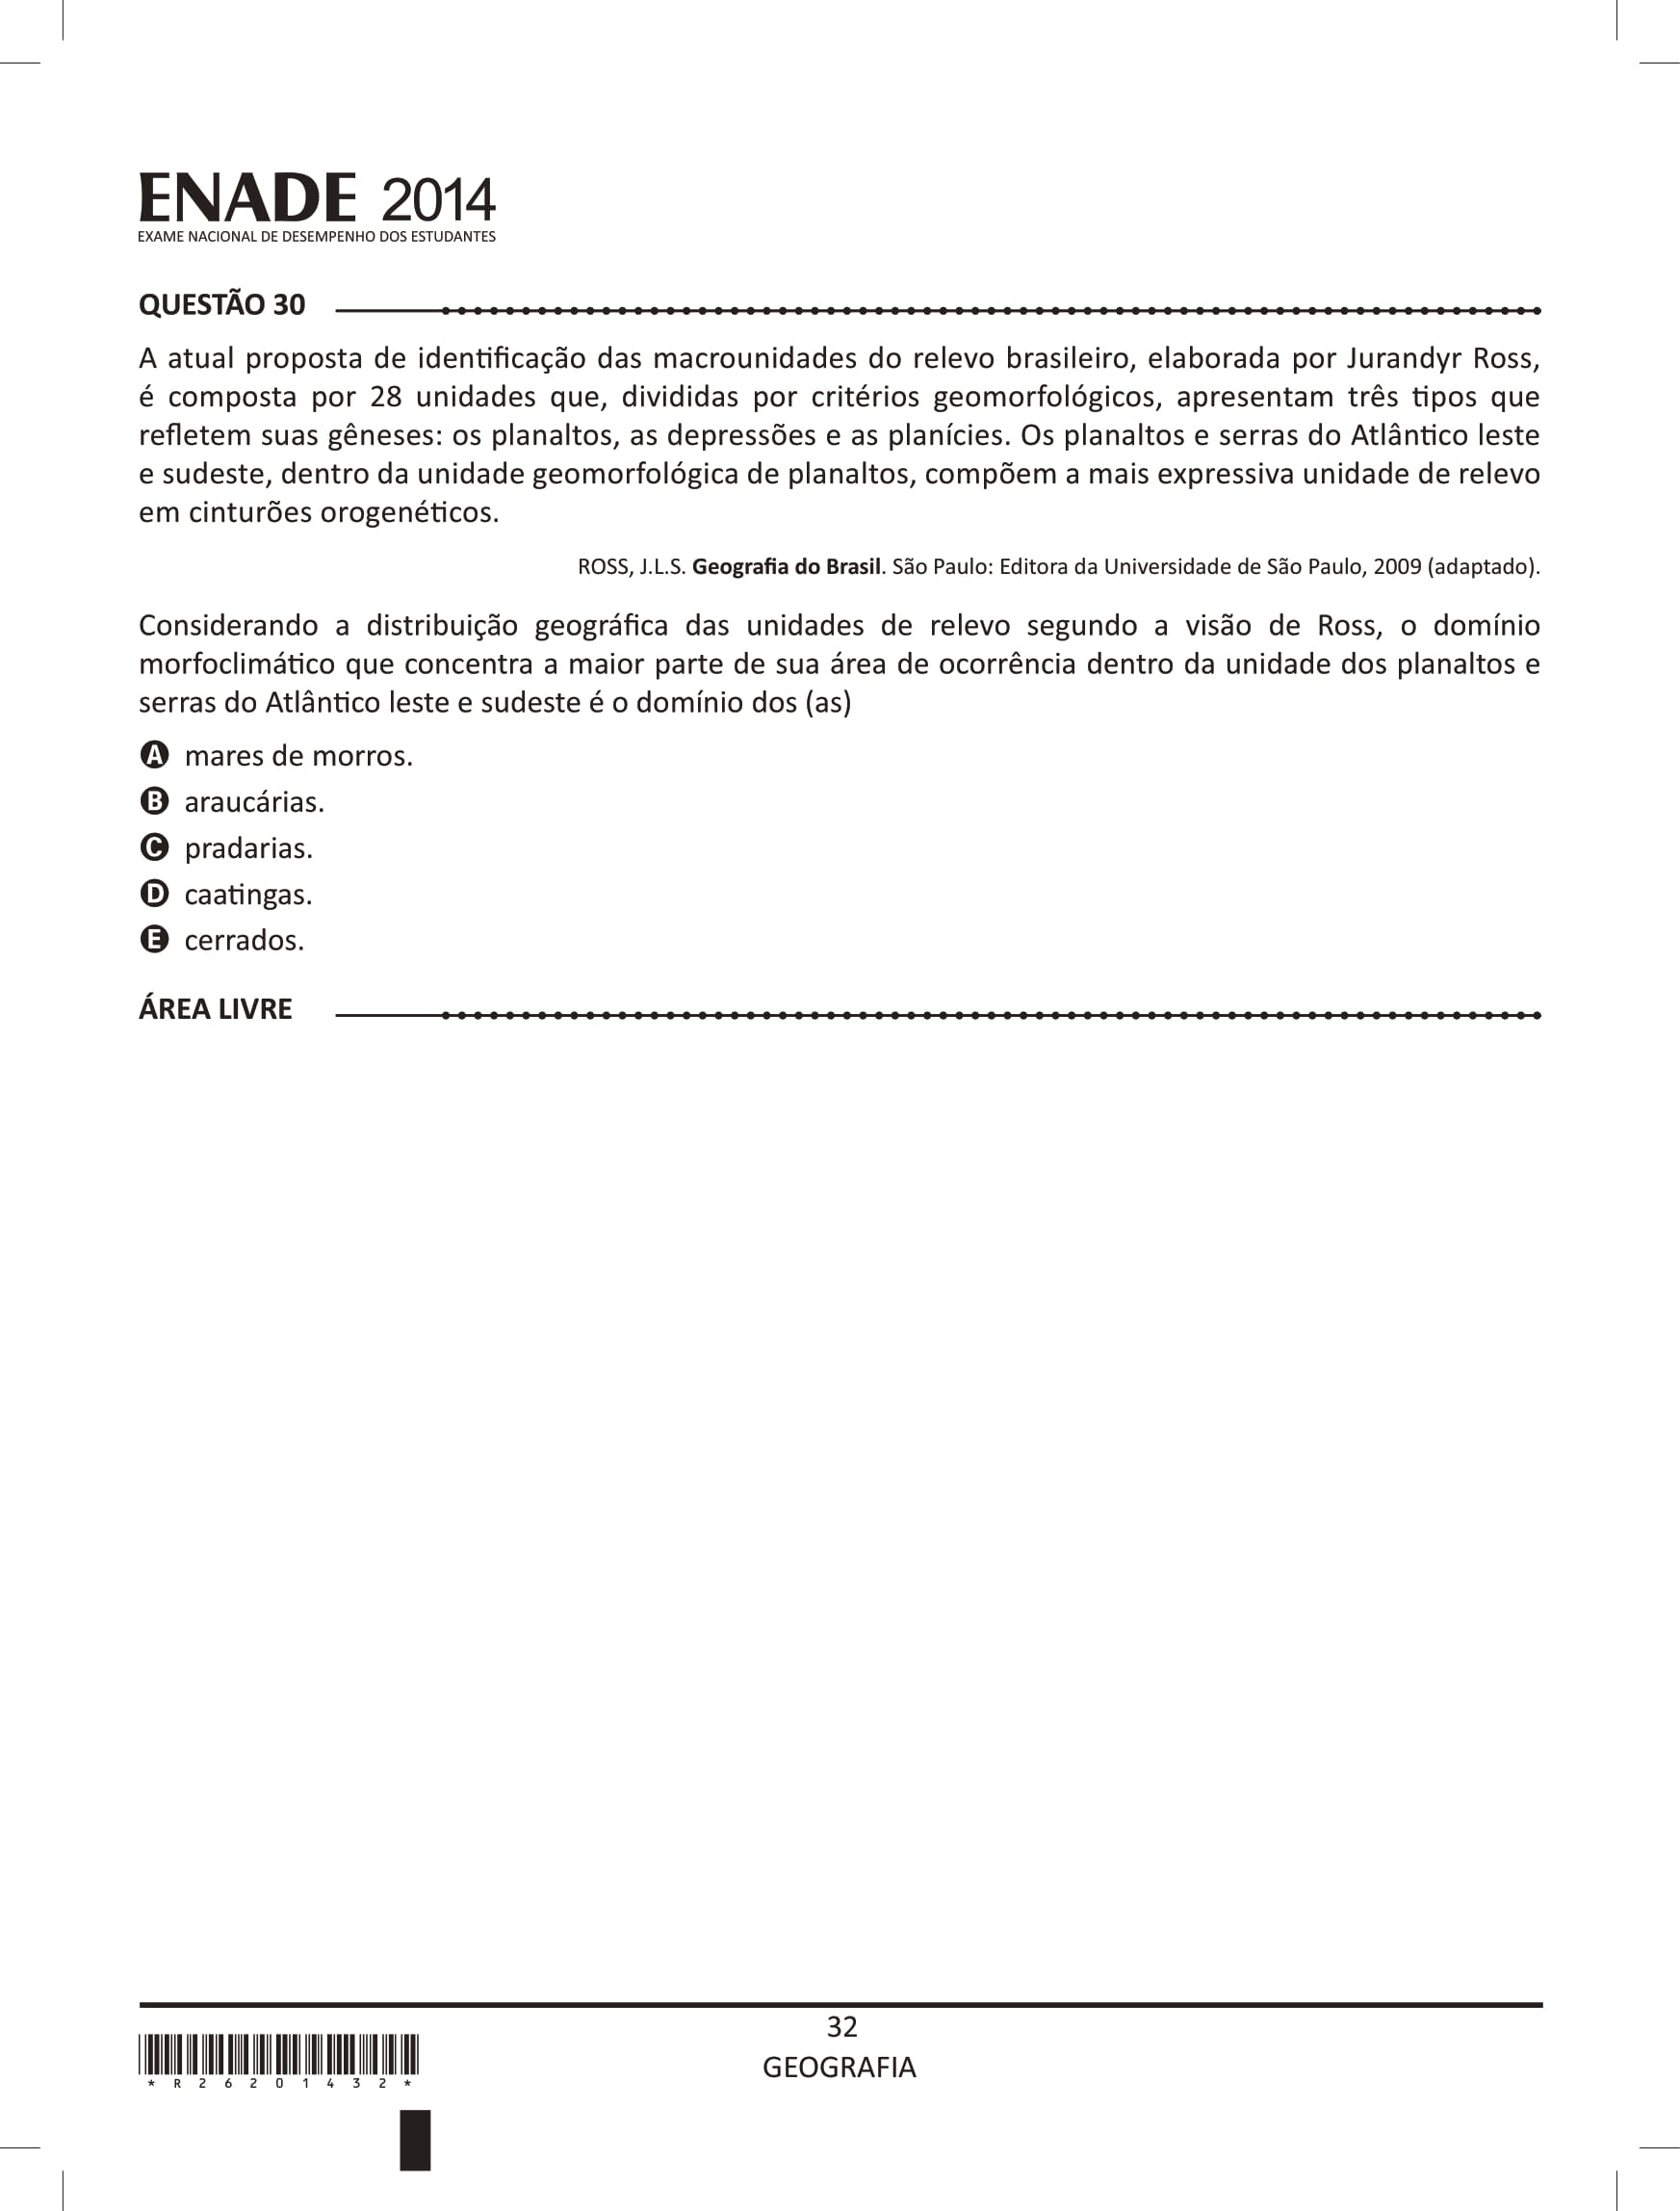 ENADE 2014
EXAME NACIONAL DE DESEMPENHO DOS ESTUDANTES
QUESTÃO 30
A atual proposta de identificação das macrounidades do relevo brasileiro, elaborada por Jurandyr Ross,
é composta por 28 unidades que, divididas por critérios geomorfológicos, apresentam três tipos que
refletem suas gêneses: os planaltos, as depressões e as planícies. Os planaltos e serras do Atlântico leste
e sudeste, dentro da unidade geomorfológica de planaltos, compõem a mais expressiva unidade de relevo
em cinturões orogenéticos.
ROSS, J.L.S. Geografia do Brasil. São Paulo: Editora da Universidade de São Paulo, 2009 (adaptado).
Considerando a distribuição geográfica das unidades de relevo segundo a visão de Ross, o domínio
morfoclimático que concentra a maior parte de sua área de ocorrência dentro da unidade dos planaltos e
serras do Atlântico leste e sudeste é o domínio dos (as)
A mares de morros.
B araucárias.
C pradarias.
D caatingas.
E cerrados.
ÁREA LIVRE
32
GEOGRAFIA
* R 2 6 2 0 1 4 3 2 *